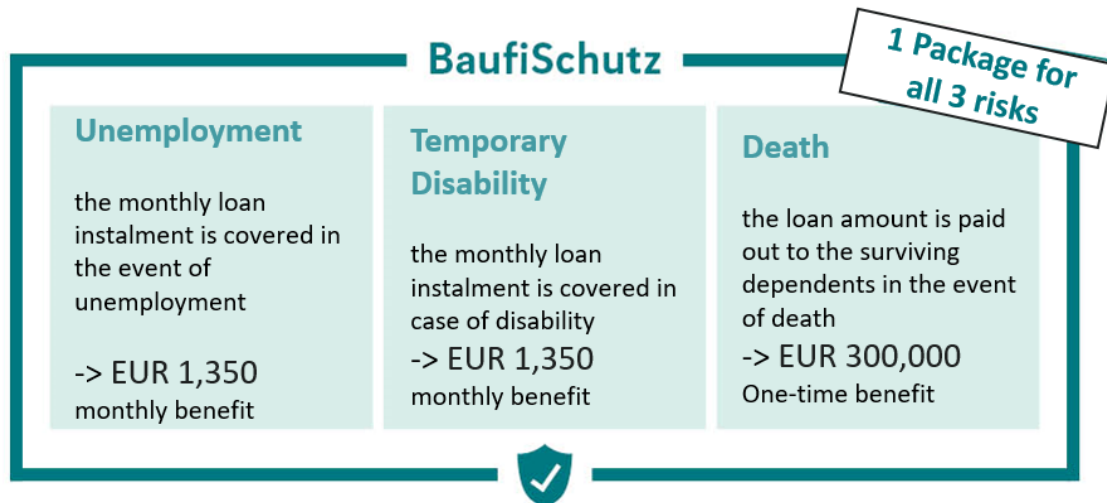 BaufiSchutz
1 Package for
all 3 risks
Unemployment
the monthly loan
instalment is covered in
the event of
unemployment
-> EUR 1,350
monthly benefit
Temporary
Disability
the monthly loan
instalment is covered in
case of disability
-> EUR 1,350
monthly benefit
Death
the loan amount is paid
out to the surviving
dependents in the event
of death
-> EUR 300,000
One-time benefit